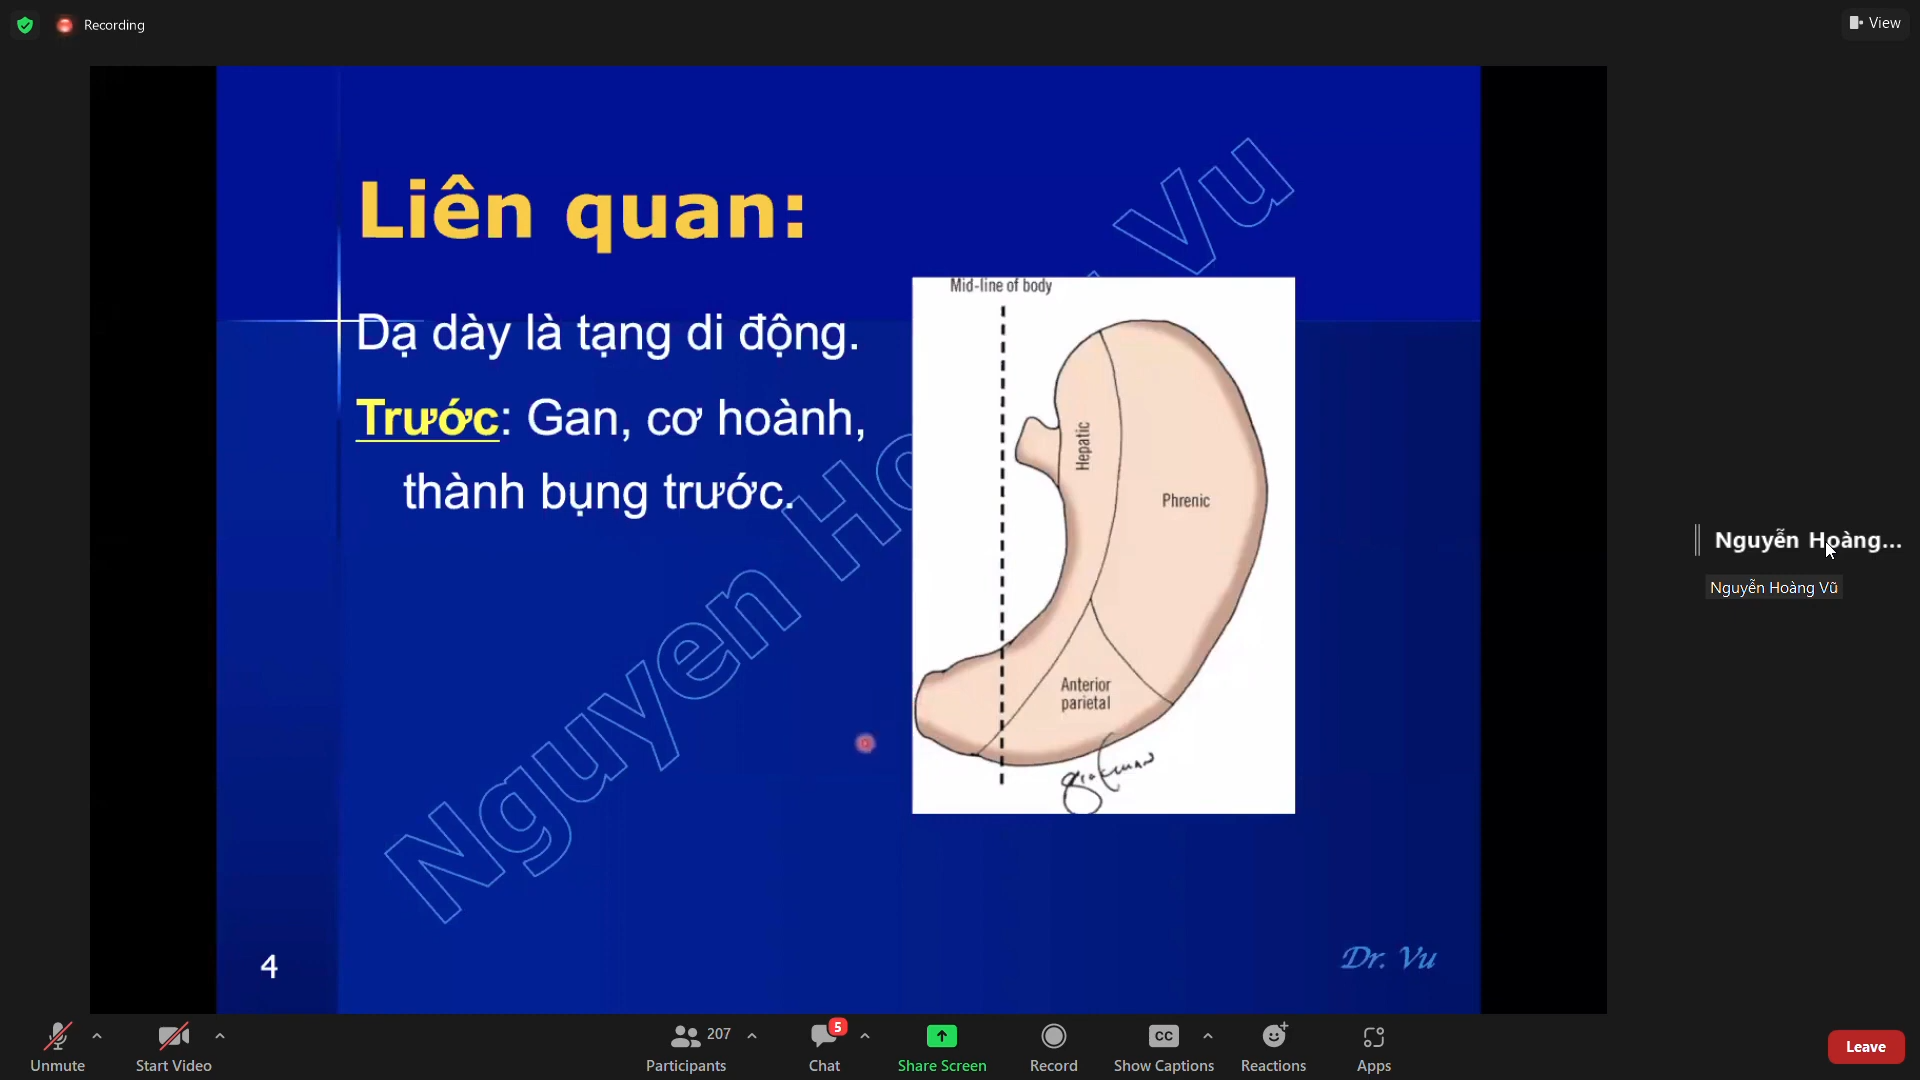 Recording
View
Liên quan:
Dạ dày là tạng di động.
Trước: Gan, cơ hoành,
thành bụng trước.
Mid-line of body
Hepatic
Phrenic
Anterior
parietal
Nguyen Ho
Vu
4
Dr. Vu
Nguyễn Hoàng...
Nguyễn Hoàng Vũ
Unmute
Start Video
207
Participants
5
Chat
Share Screen
Record
CC
Show Captions
Reactions
Apps
Leave